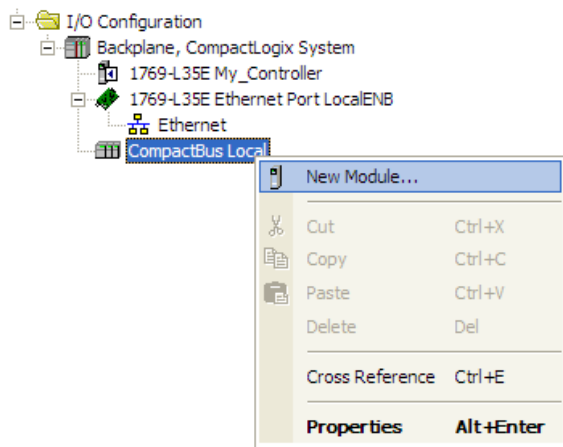 I/O Configuration
Backplane, CompactLogix System
1769-L35E My_Controller
1769-L35E Ethernet Port LocalENB
Ethernet
CompactBus Local
New Module...
Cut Ctrl+X
Copy Ctrl+C
Paste Ctrl+V
Delete Del
Cross Reference Ctrl+E
Properties Alt+Enter